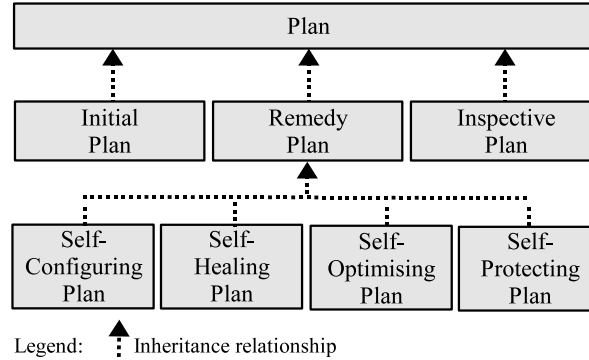 Plan
Initial
Plan
Remedy
Plan
Inspective
Plan
Self-
Configuring
Plan
Self-
Healing
Plan
Self-
Optimising
Plan
Self-
Protecting
Plan
Legend: Inheritance relationship